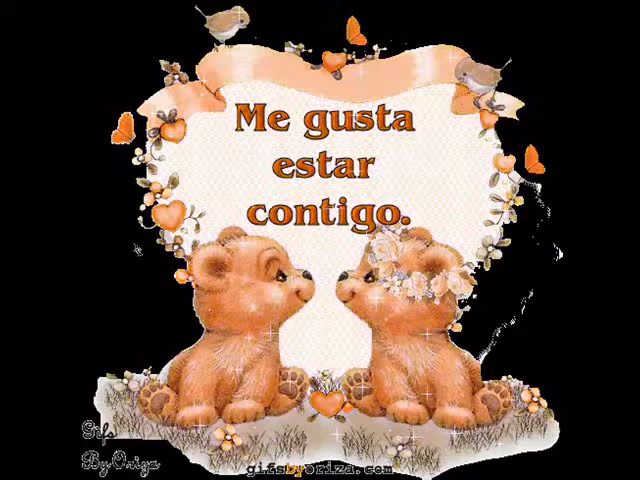 Me gusta
estar
contigo.
Gifs
By Oriza
gifsbyoriza.com